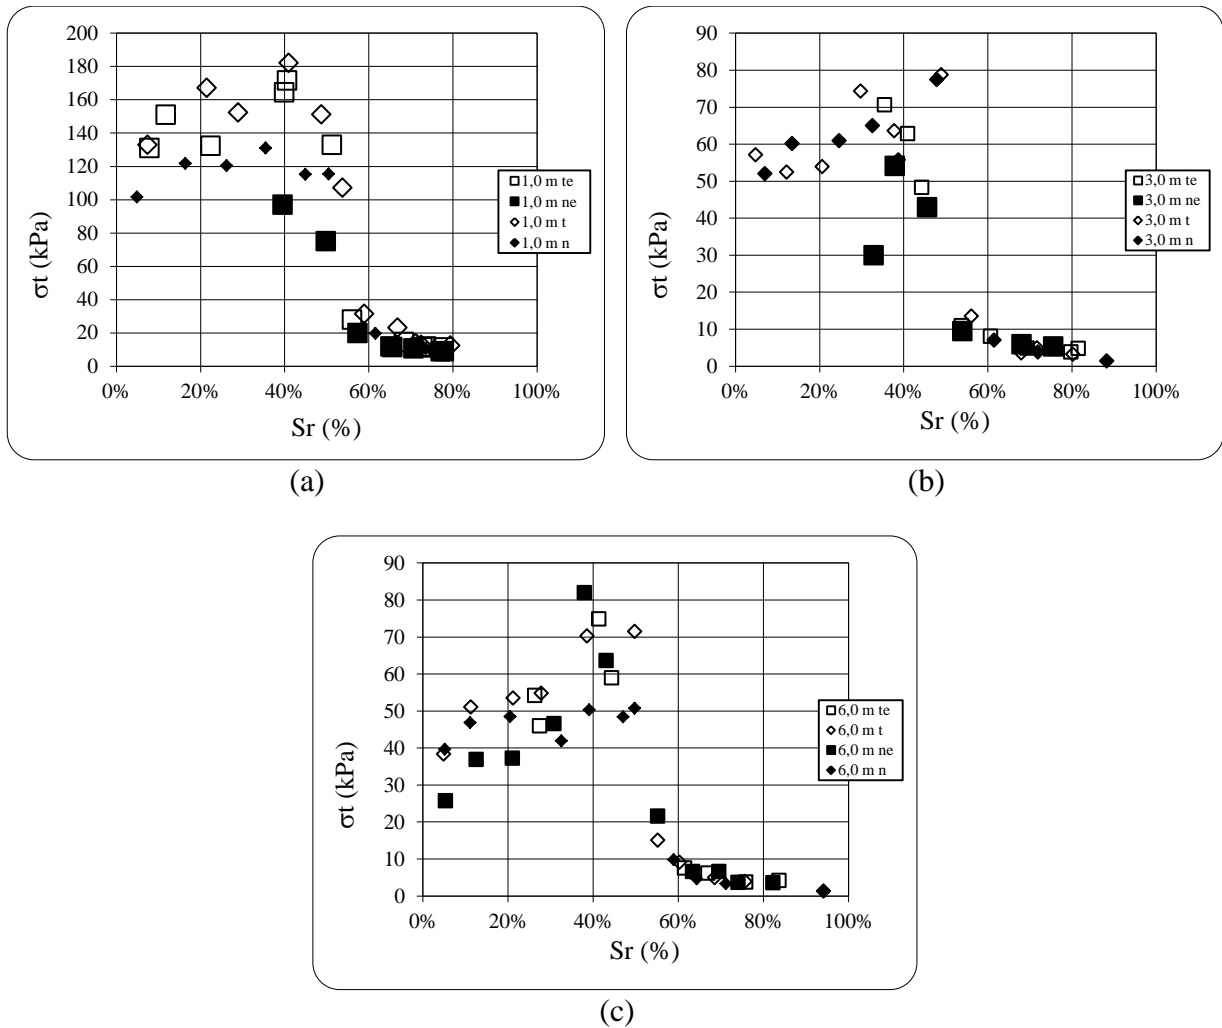 200
180
160
140
120
100
80
60
40
20
0
0% 20% 40% 60% 80% 100%
σt (kPa)
Sr (%)
1,0 m te
1,0 m ne
1,0 m t
1,0 m n
(a)
90
80
70
60
50
40
30
20
10
0
0% 20% 40% 60% 80% 100%
σt (kPa)
Sr (%)
3,0 m te
3,0 m ne
3,0 m t
3,0 m n
(b)
90
80
70
60
50
40
30
20
10
0
0% 20% 40% 60% 80% 100%
σt (kPa)
Sr (%)
6,0 m te
6,0 m t
6,0 m ne
6,0 m n
(c)